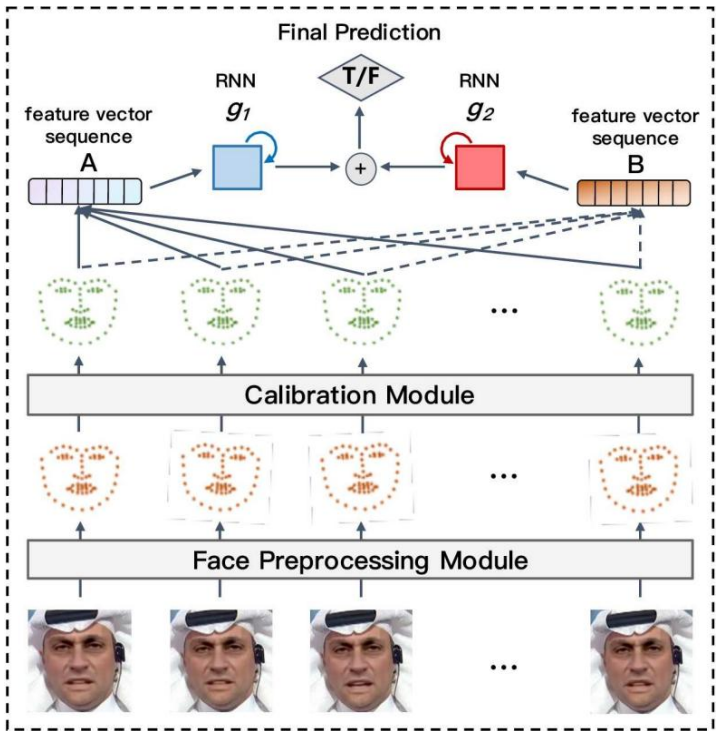 Final Prediction
T/F
RNN
g1
RNN
g2
feature vector
sequence
A
feature vector
sequence
B
+
...
Calibration Module
...
Face Preprocessing Module
...